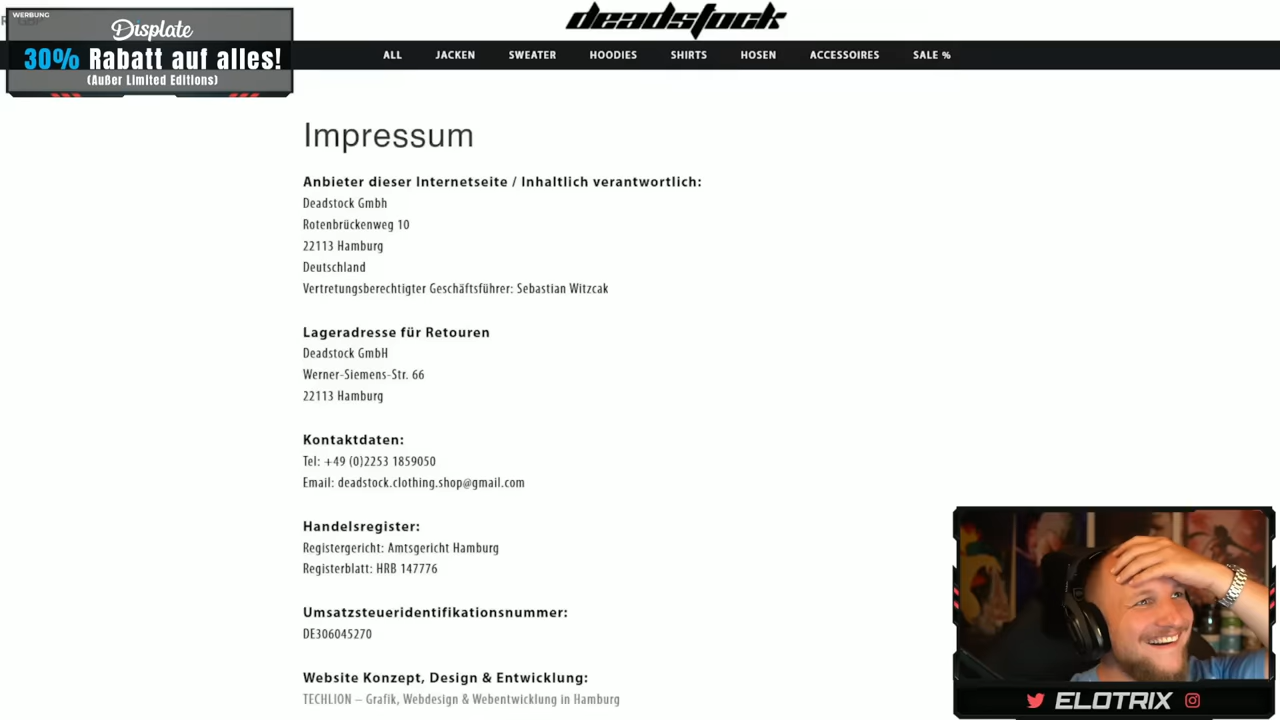 WERBUNG
Displate
30% Rabatt auf alles!
(Außer Limited Editions)
deadstock
ALL JACKEN SWEATER HOODIES SHIRTS HOSEN ACCESSOIRES SALE %
Impressum
Anbieter dieser Internetseite / Inhaltlich verantwortlich:
Deadstock Gmbh
Rotenbrückenweg 10
22113 Hamburg
Deutschland
Vertretungsberechtigter Geschäftsführer: Sebastian Witzcak
Lageradresse für Retouren
Deadstock GmbH
Werner-Siemens-Str. 66
22113 Hamburg
Kontaktdaten:
Tel: +49 (0)2253 1859050
Email: deadstock.clothing.shop@gmail.com
Handelsregister:
Registergericht: Amtsgericht Hamburg
Registerblatt: HRB 147776
Umsatzsteueridentifikationsnummer:
DE306045270
Website Konzept, Design & Entwicklung:
TECHLION – Grafik, Webdesign & Webentwicklung in Hamburg
ELOTRIX